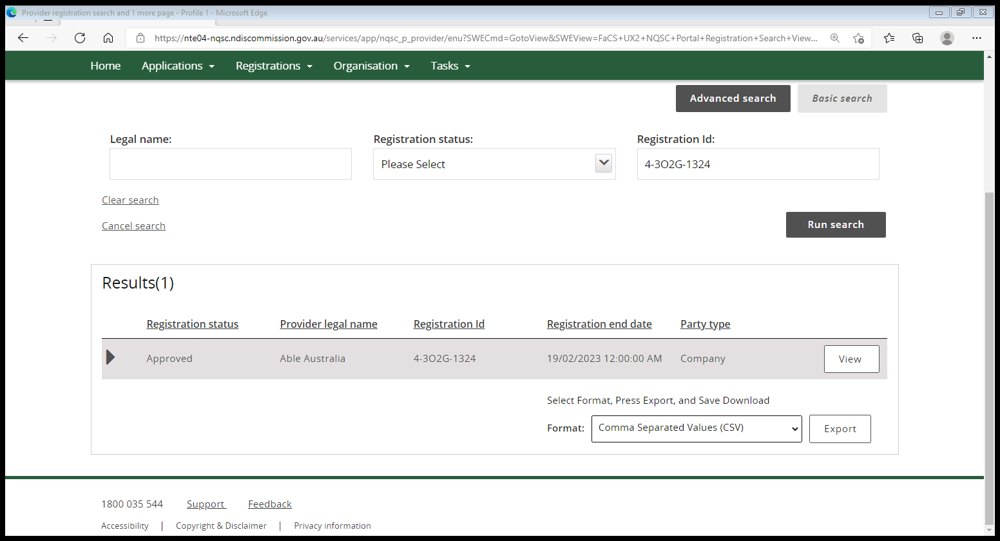 Provider registration search and 1 more page - Profile 1 - Microsoft Edge
https://nte04-nqsc.ndiscommission.gov.au/services/app/nqsc_p_provider/enu?SWECmd=GotoView&SWEView=FaCS+UX2+NQSC+Portal+Registration+Search+View...
Home Applications Registrations Organisation Tasks
Advanced search Basic search
Legal name: Registration status: Registration Id:
Please Select 4-3O2G-1324
Clear search
Cancel search Run search
Results(1)
Registration status Provider legal name Registration Id Registration end date Party type
Approved Able Australia 4-3O2G-1324 19/02/2023 12:00:00 AM Company View
Select Format, Press Export, and Save Download
Format: Comma Separated Values (CSV) Export
1800 035 544 Support Feedback
Accessibility | Copyright & Disclaimer | Privacy information